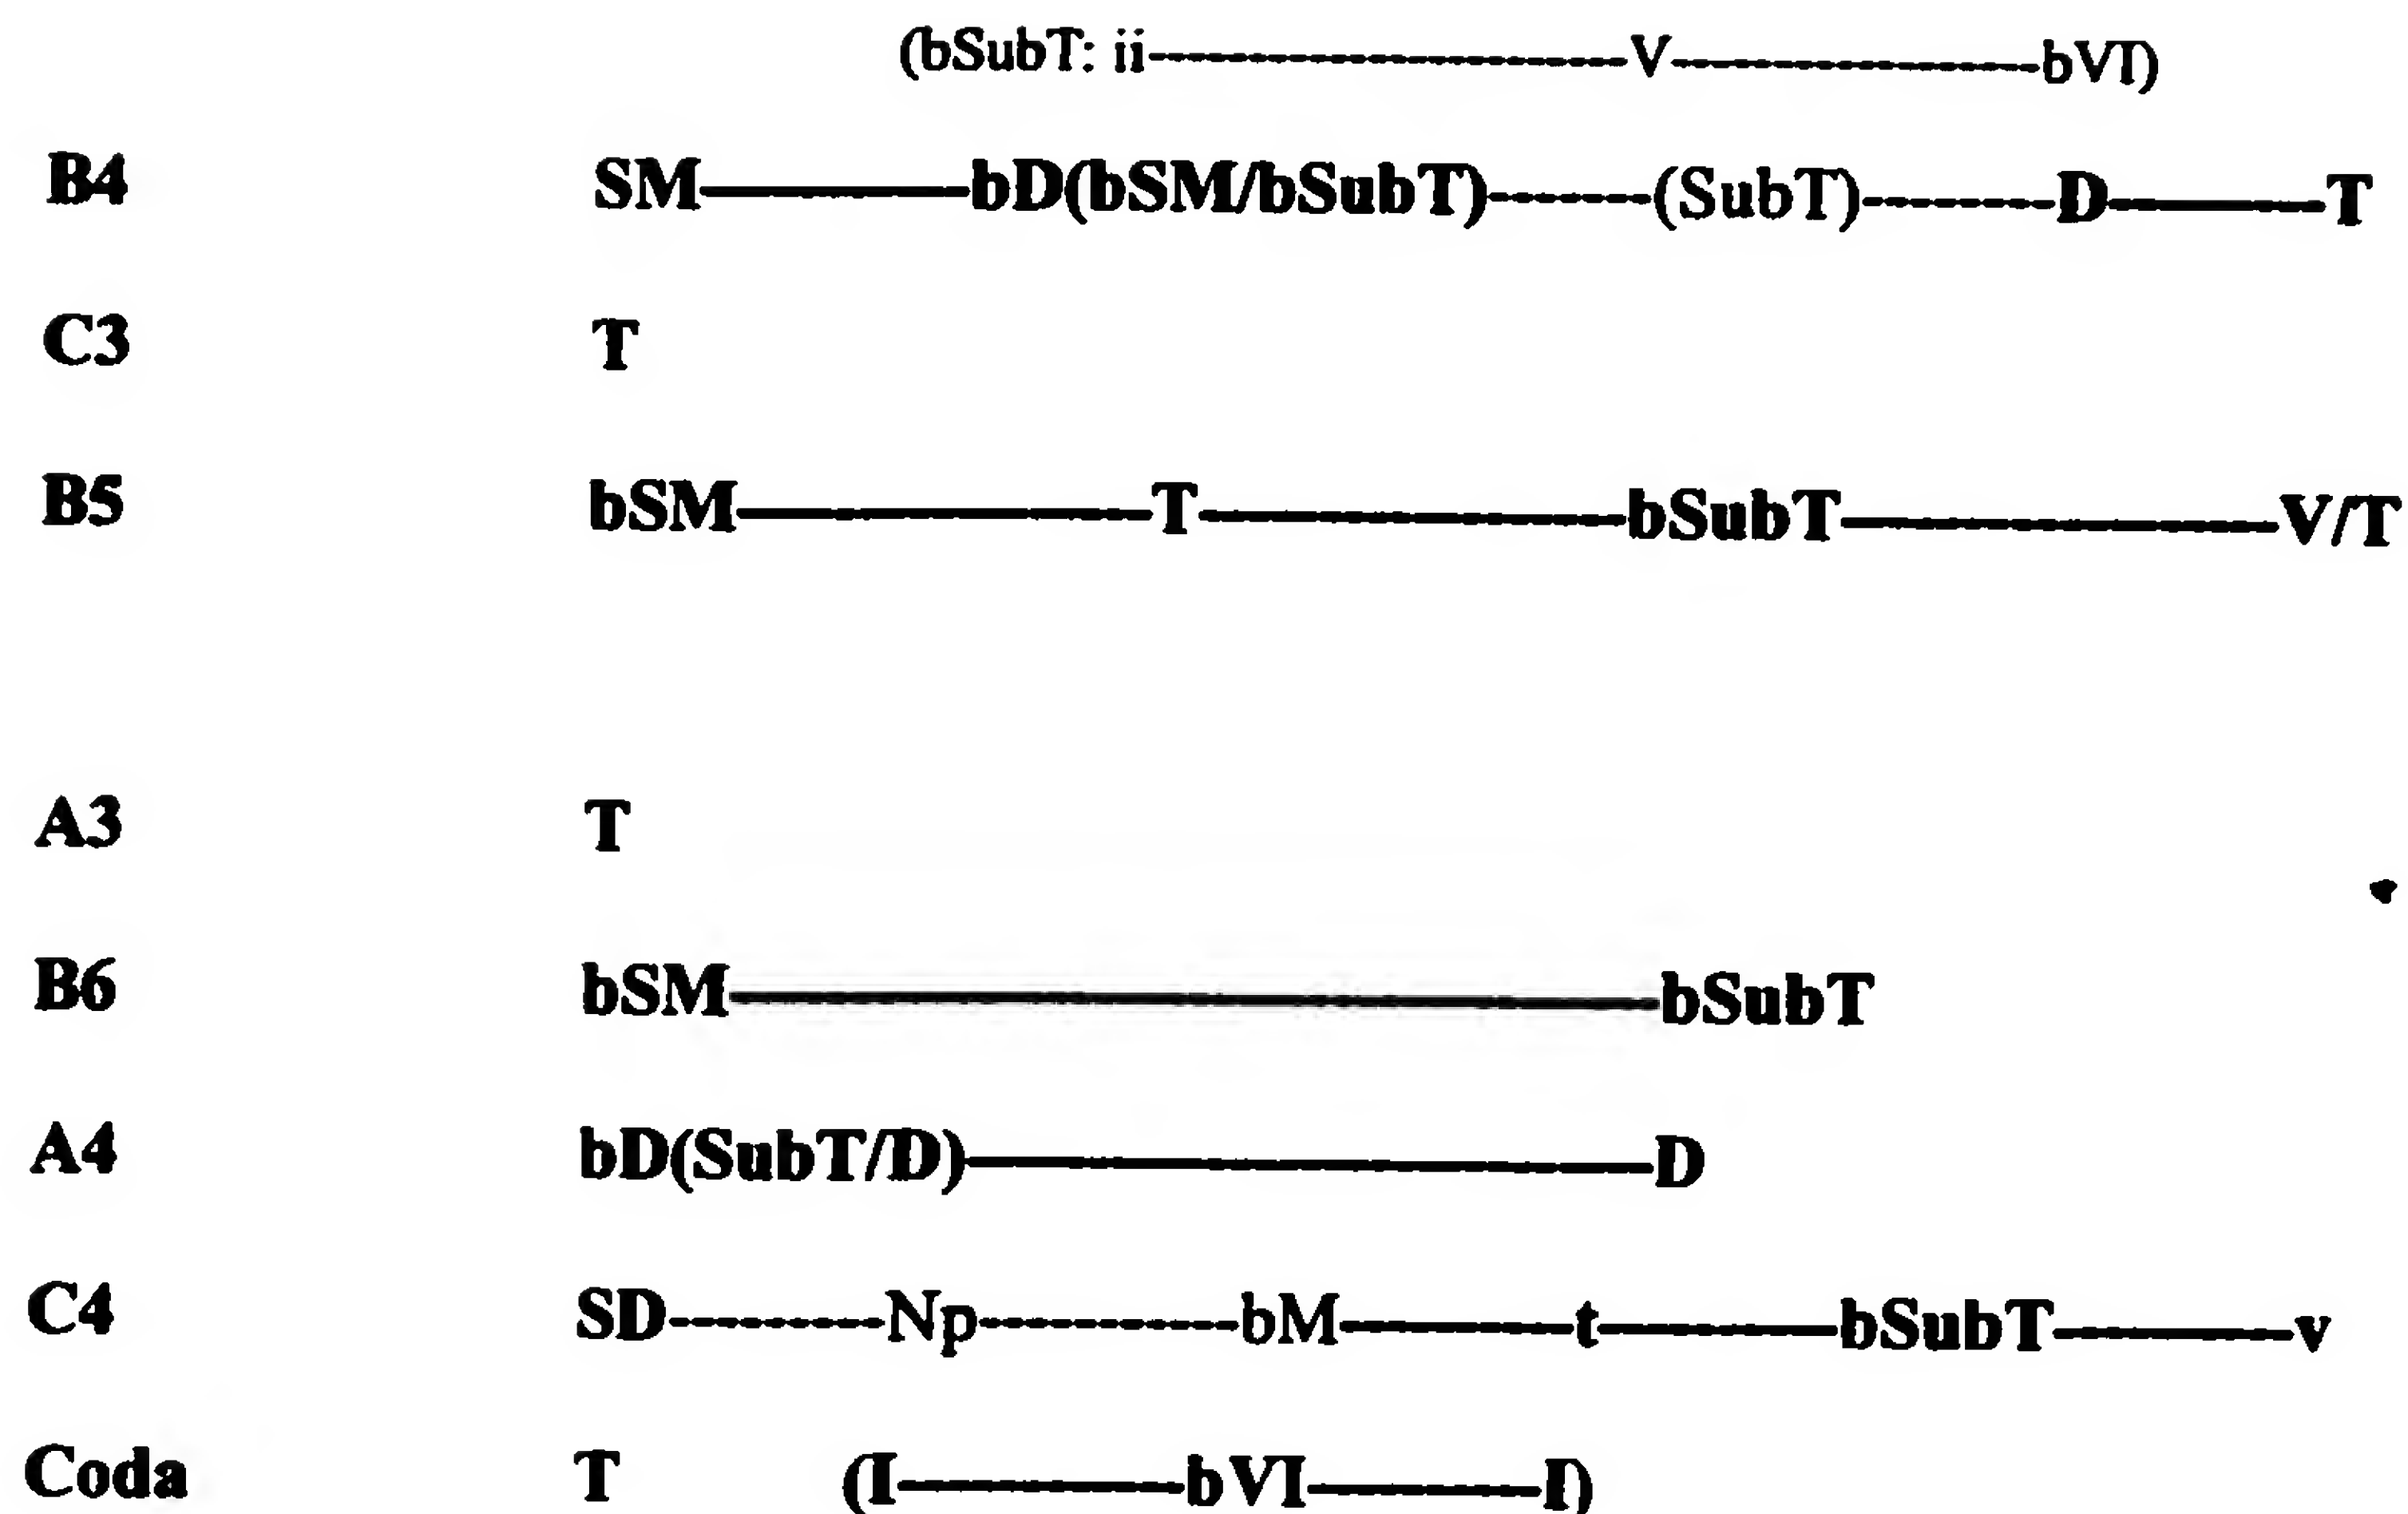 (bSubT: ii----------V----------bVI)
B4 SM-----bD(bSM/bSubT)-----(SubT)-----D-----T
C3 T
B5 bSM----------T----------bSubT----------V/T
A3 T
B6 bSM--------------------bSubT
A4 bD(SubT/D)---------------D
C4 SD-----Np-----bM-----t-----bSubT-----v
Coda T (I-------bVI-----I)